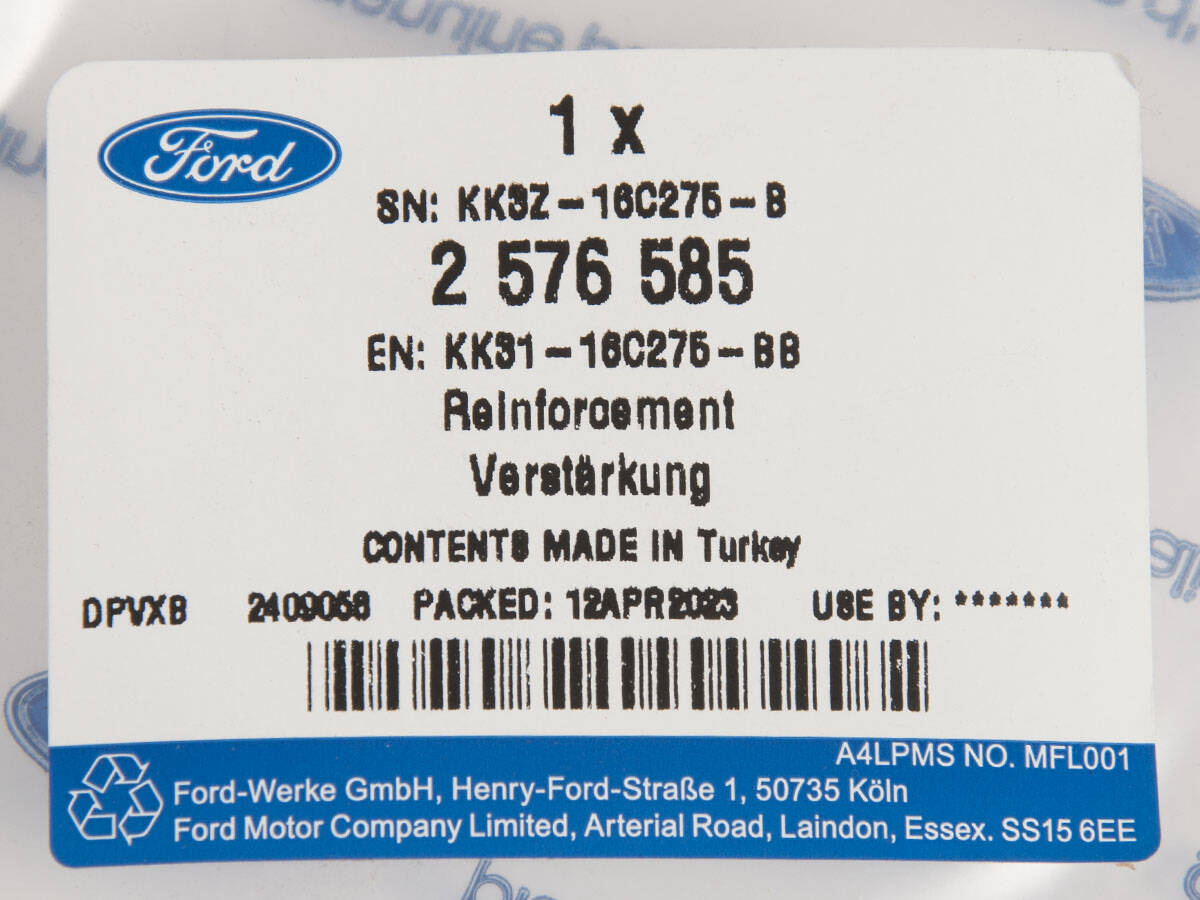 Ford
1 x
SN: KK3Z-16C275-B
2 576 585
EN: KK31-16C275-BB
Reinforcement
Verstärkung
CONTENTS MADE IN Turkey
DPVXB 2409058 PACKED: 12APR2023 USE BY: *******
A4LPMS NO. MFL001
Ford-Werke GmbH, Henry-Ford-Straße 1, 50735 Köln
Ford Motor Company Limited, Arterial Road, Laindon, Essex. SS15 6EE